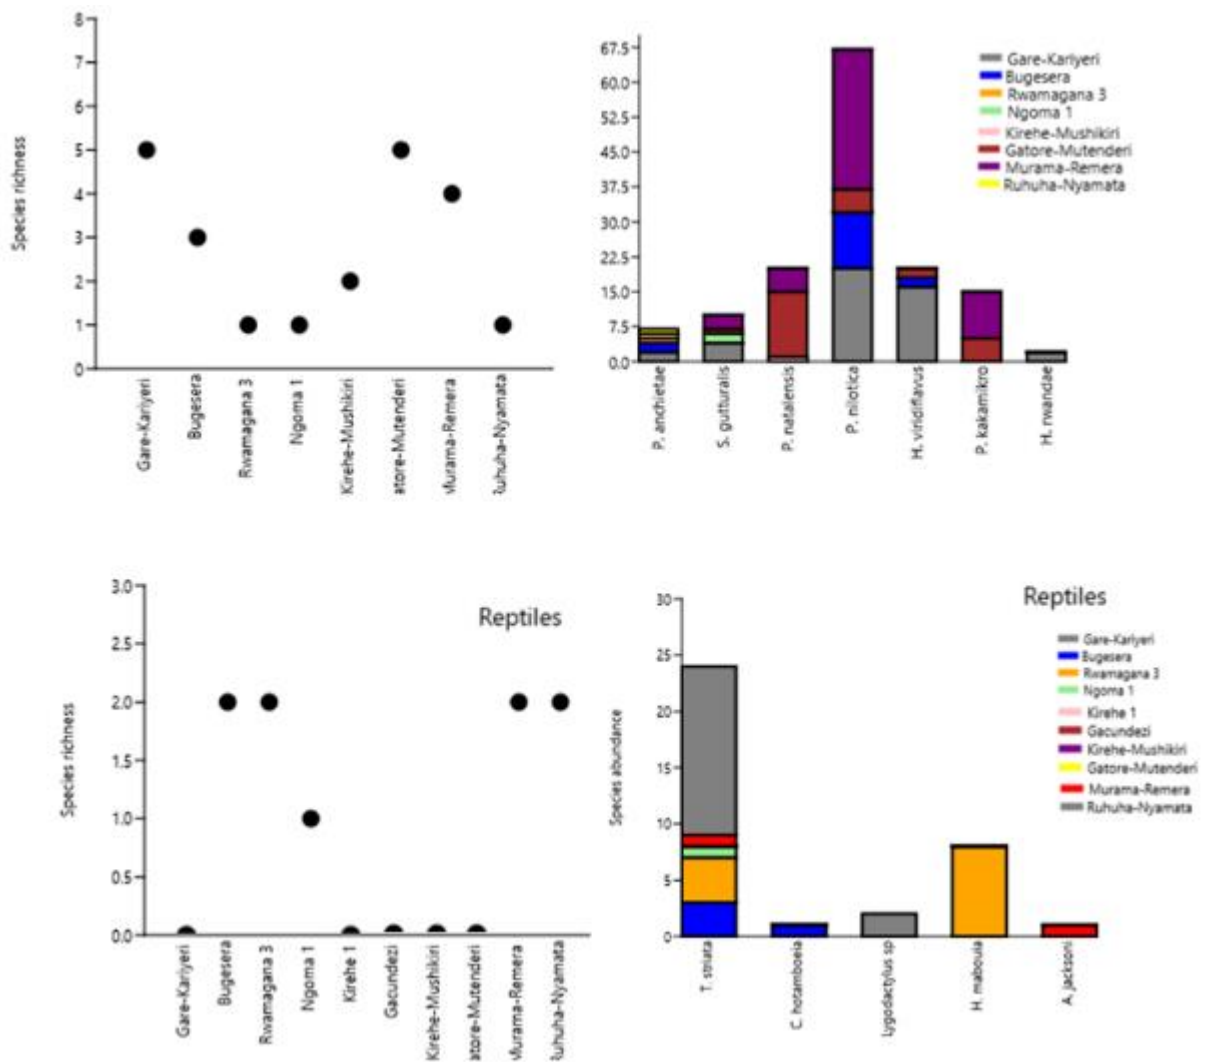 8
7
6
5
4
3
2
1
0
Species richness
Gare-Kariyeri
Bugesera
Rwamagana 3
Ngoma 1
Kirehe-Mushikiri
atore-Mutenderi
Murama-Remera
Ruhuha-Nyamata
67.5
60.0
52.5
45.0
37.5
30.0
22.5
15.0
7.5
0.0
Gare-Kariyeri
Bugesera
Rwamagana 3
Ngoma 1
Kirehe-Mushikiri
Gatore-Mutenderi
Murama-Remera
Ruhuha-Nyamata
P. anchietae
S. gutturalis
P. natalensis
P. nilotica
H. viridiflavus
P. kakamikro
H. rwandae
Reptiles
3.0
2.5
2.0
1.5
1.0
0.5
0.0
Species richness
Gare-Kariyeri
Bugesera
Rwamagana 3
Ngoma 1
Kirehe 1
Gacundezi
Kirehe-Mushikiri
atore-Mutenderi
Murama-Remera
Ruhuha-Nyamata
Reptiles
30
25
20
15
10
5
0
Species abundance
Gare-Kariyeri
Bugesera
Rwamagana 3
Ngoma 1
Kirehe 1
Gacundezi
Kirehe-Mushikiri
Gatore-Mutenderi
Murama-Remera
Ruhuha-Nyamata
T. striata
C. hotamboeia
Lygodactylus sp
H. mabouia
A. jacksoni